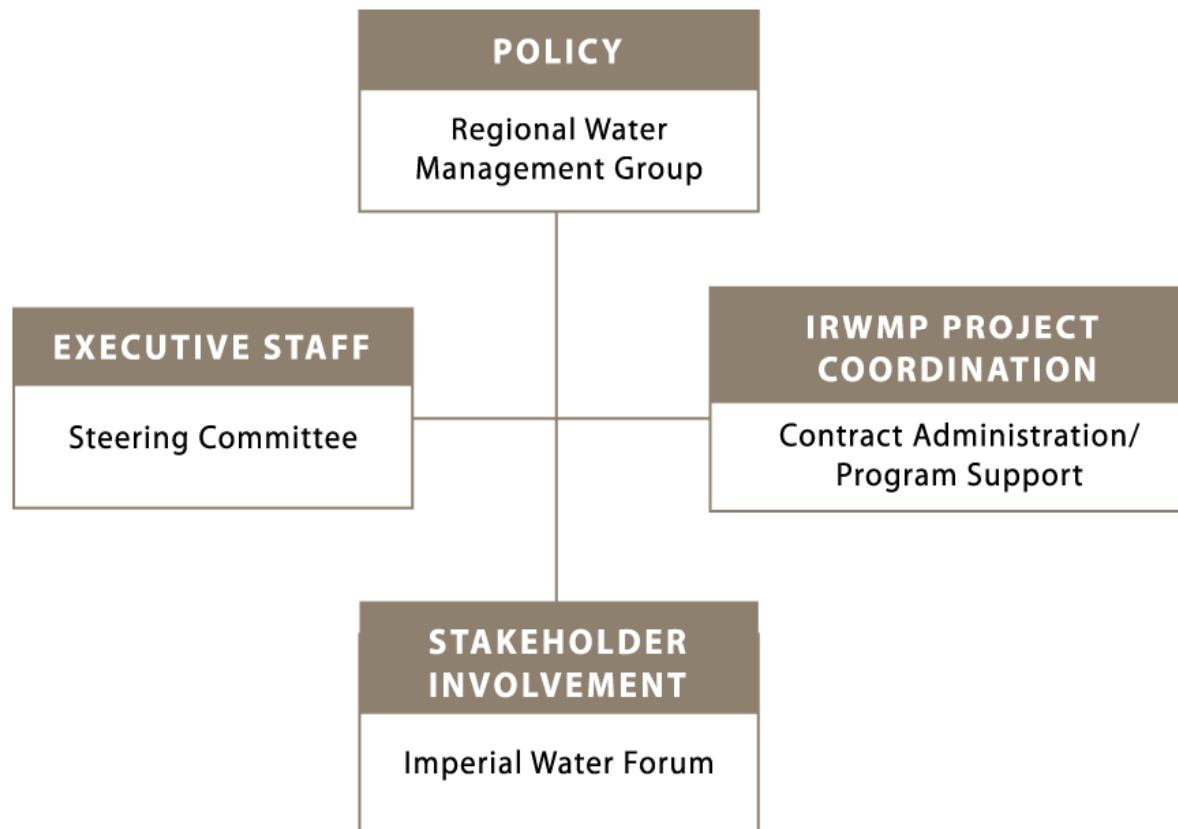 POLICY
Regional Water
Management Group
EXECUTIVE STAFF
Steering Committee
IRWMP PROJECT
COORDINATION
Contract Administration/
Program Support
STAKEHOLDER
INVOLVEMENT
Imperial Water Forum